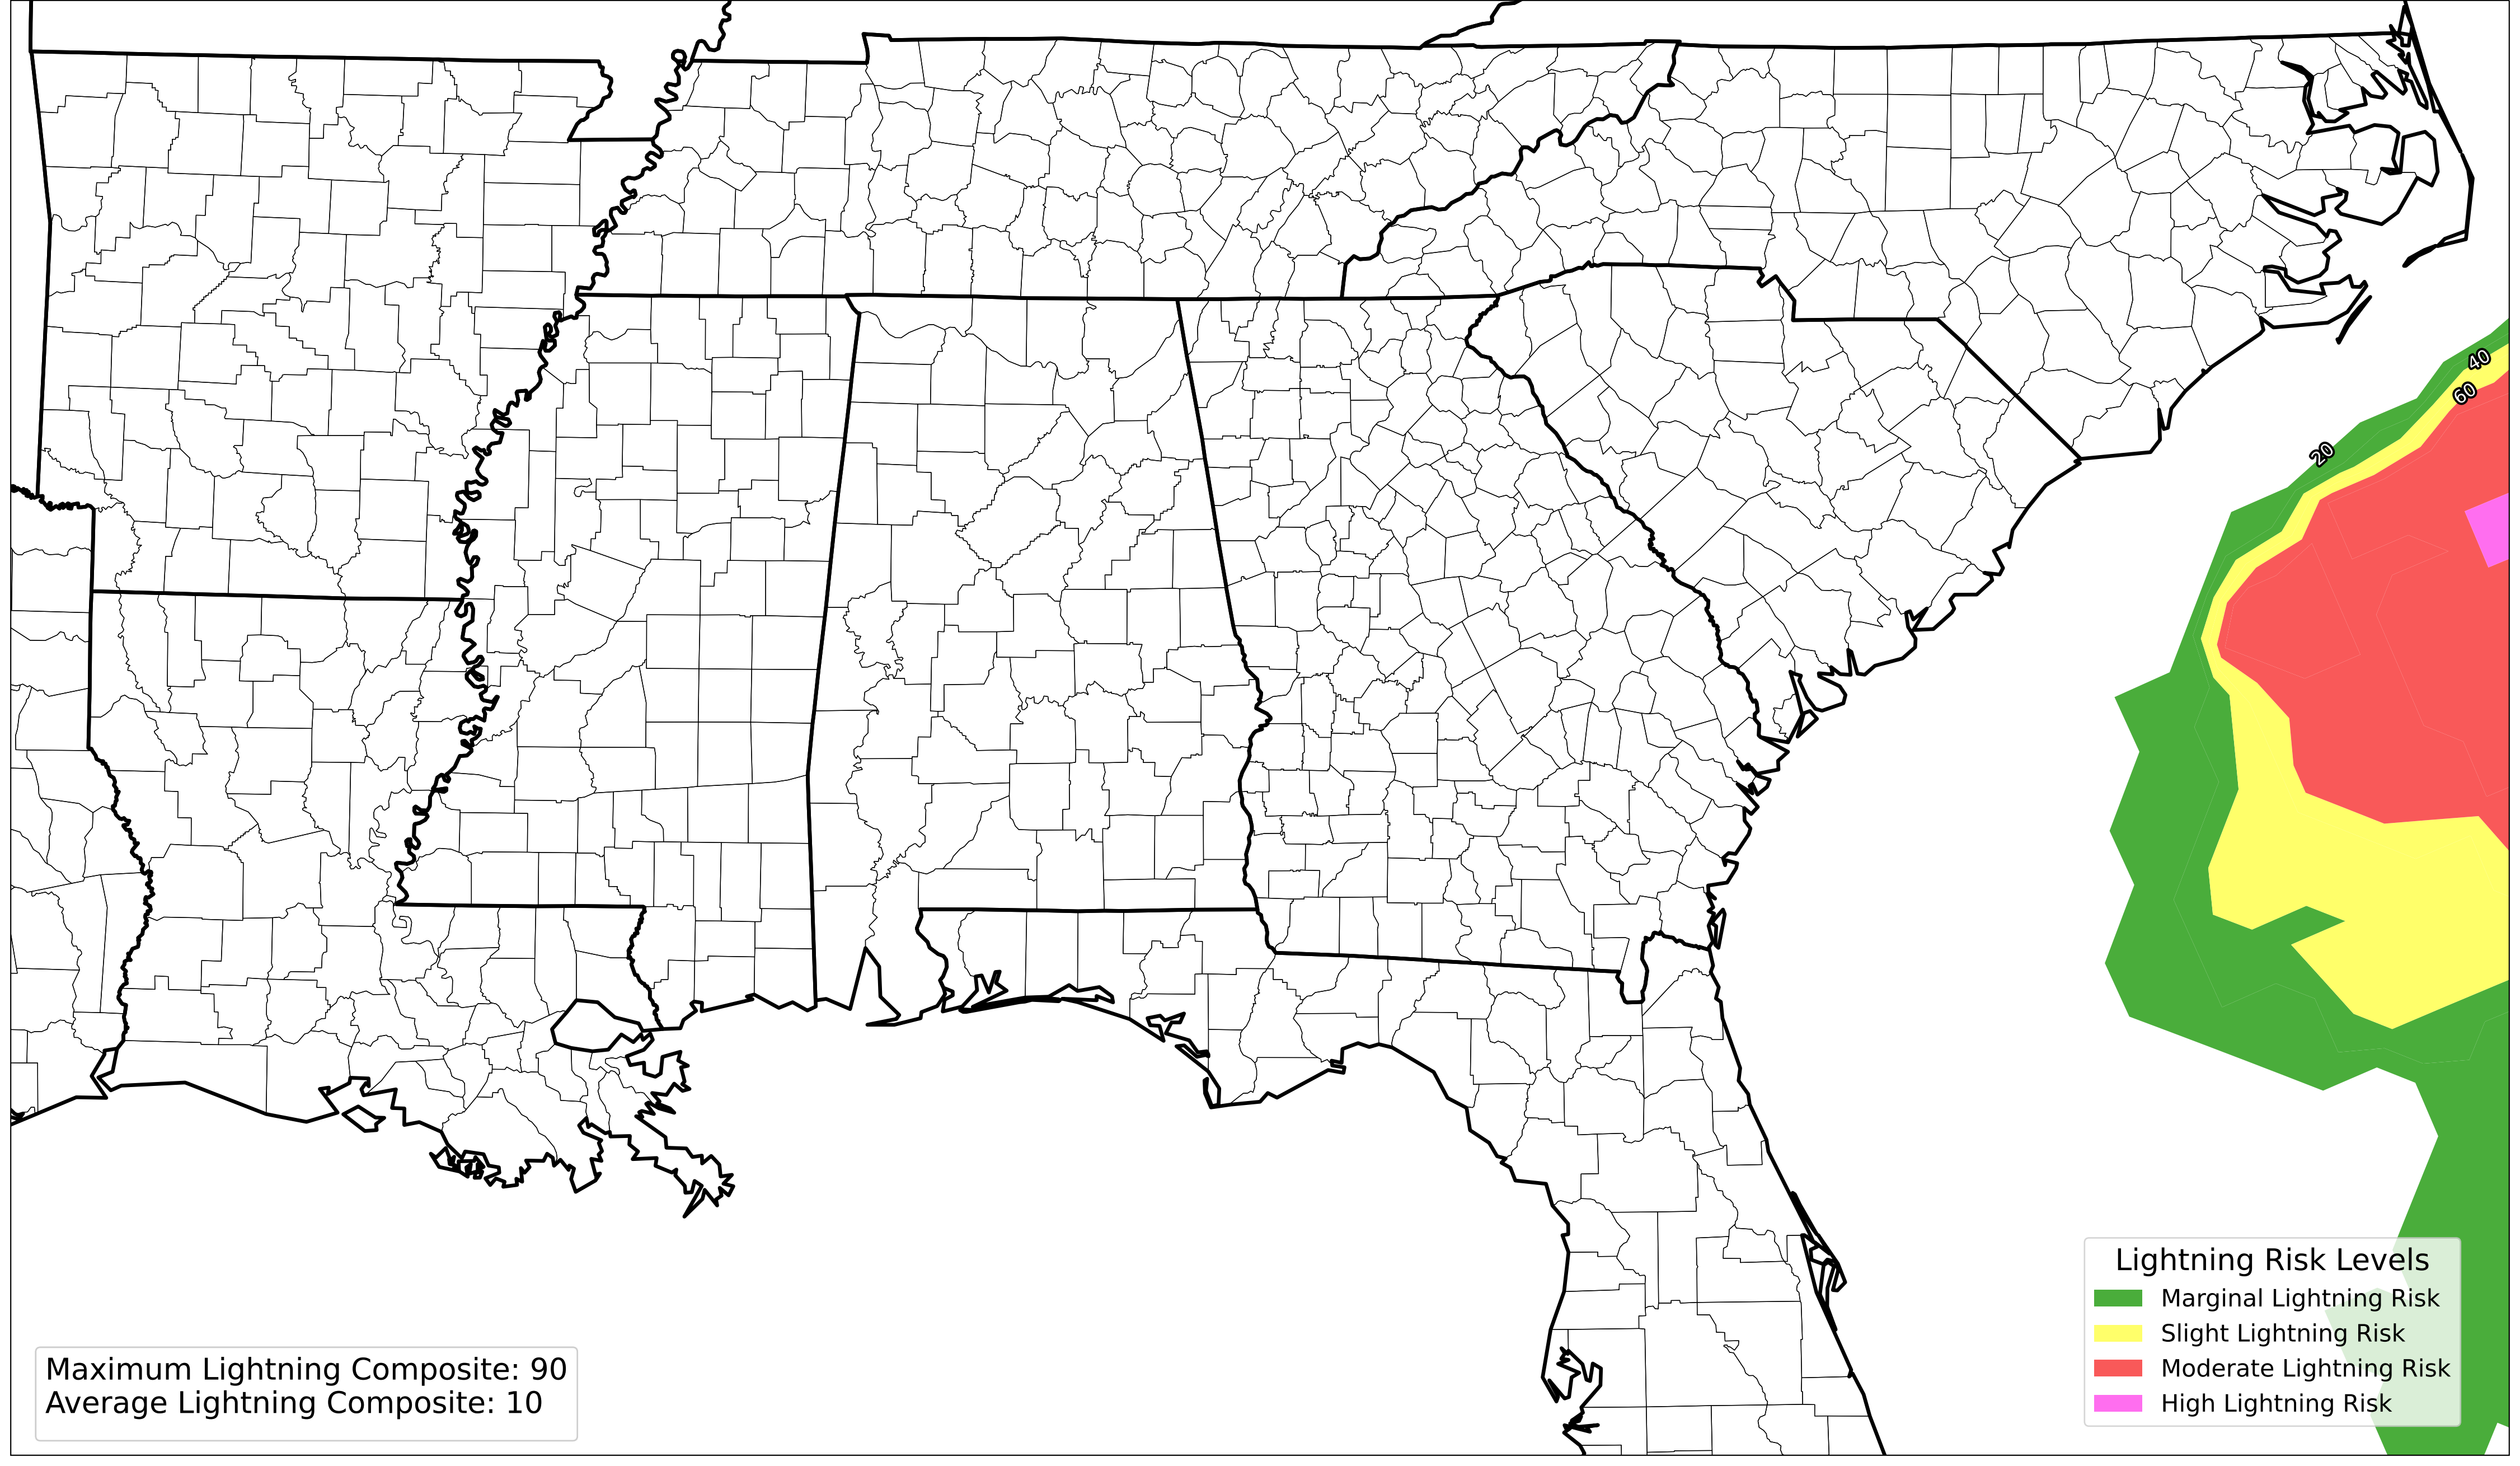 40
60
20
Lightning Risk Levels
Marginal Lightning Risk
Slight Lightning Risk
Moderate Lightning Risk
High Lightning Risk
Maximum Lightning Composite: 90
Average Lightning Composite: 10